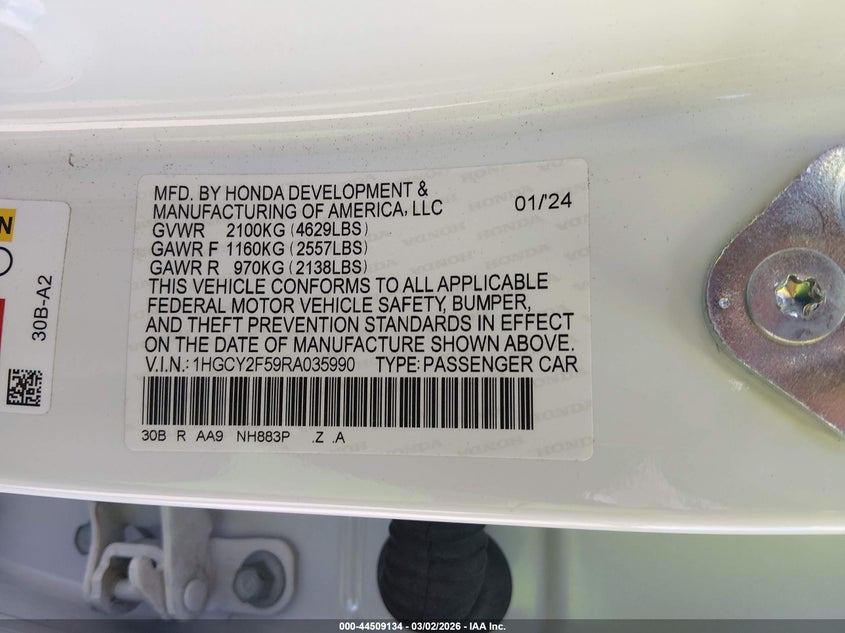 MFD. BY HONDA DEVELOPMENT &
MANUFACTURING OF AMERICA, LLC 01/'24
GVWR 2100KG (4629LBS)
GAWR F 1160KG (2557LBS)
GAWR R 970KG (2138LBS)
THIS VEHICLE CONFORMS TO ALL APPLICABLE
FEDERAL MOTOR VEHICLE SAFETY, BUMPER,
AND THEFT PREVENTION STANDARDS IN EFFECT
ON THE DATE OF MANUFACTURE SHOWN ABOVE.
V.I.N.: 1HGCY2F59RA035990 TYPE: PASSENGER CAR
30B R AA9 NH883P .Z .A
30B-A2
000-44509134 - 03/02/2026 - IAA Inc.